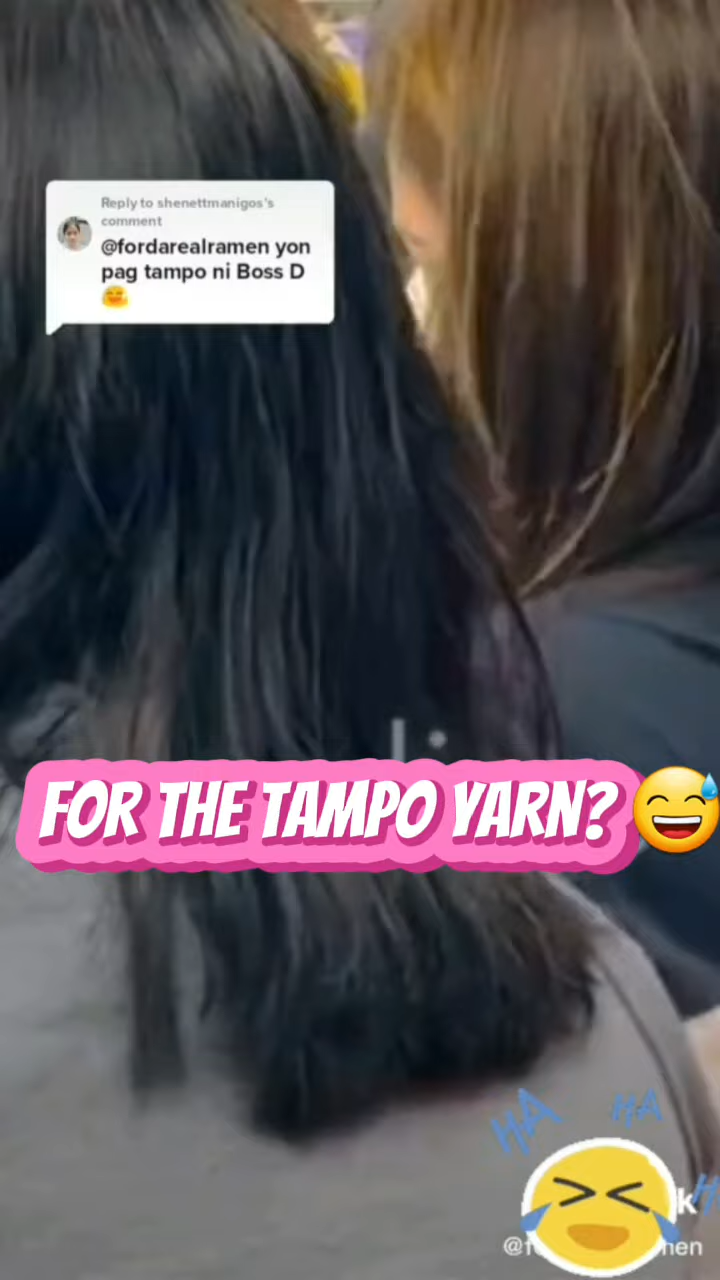 Reply to shenettmanigos's
comment
@fordarealramen yon
pag tampo ni Boss D
FOR THE TAMPO YARN?
HA HA